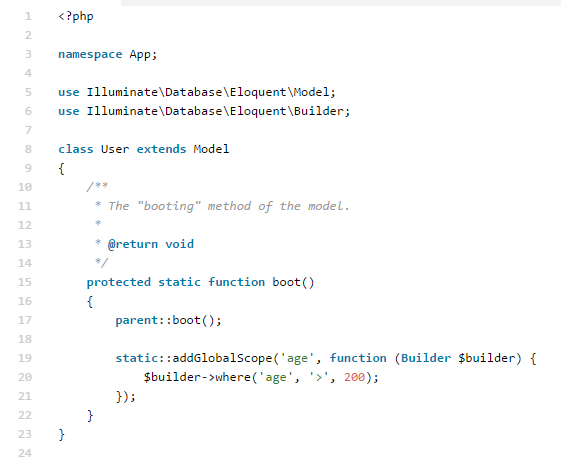 1 <?php
2
3 namespace App;
4
5 use Illuminate\Database\Eloquent\Model;
6 use Illuminate\Database\Eloquent\Builder;
7
8 class User extends Model
9 {
10     /**
11      * The "booting" method of the model.
12      *
13      * @return void
14      */
15     protected static function boot()
16     {
17         parent::boot();
18
19         static::addGlobalScope('age', function (Builder $builder) {
20             $builder->where('age', '>', 200);
21         });
22     }
23 }
24